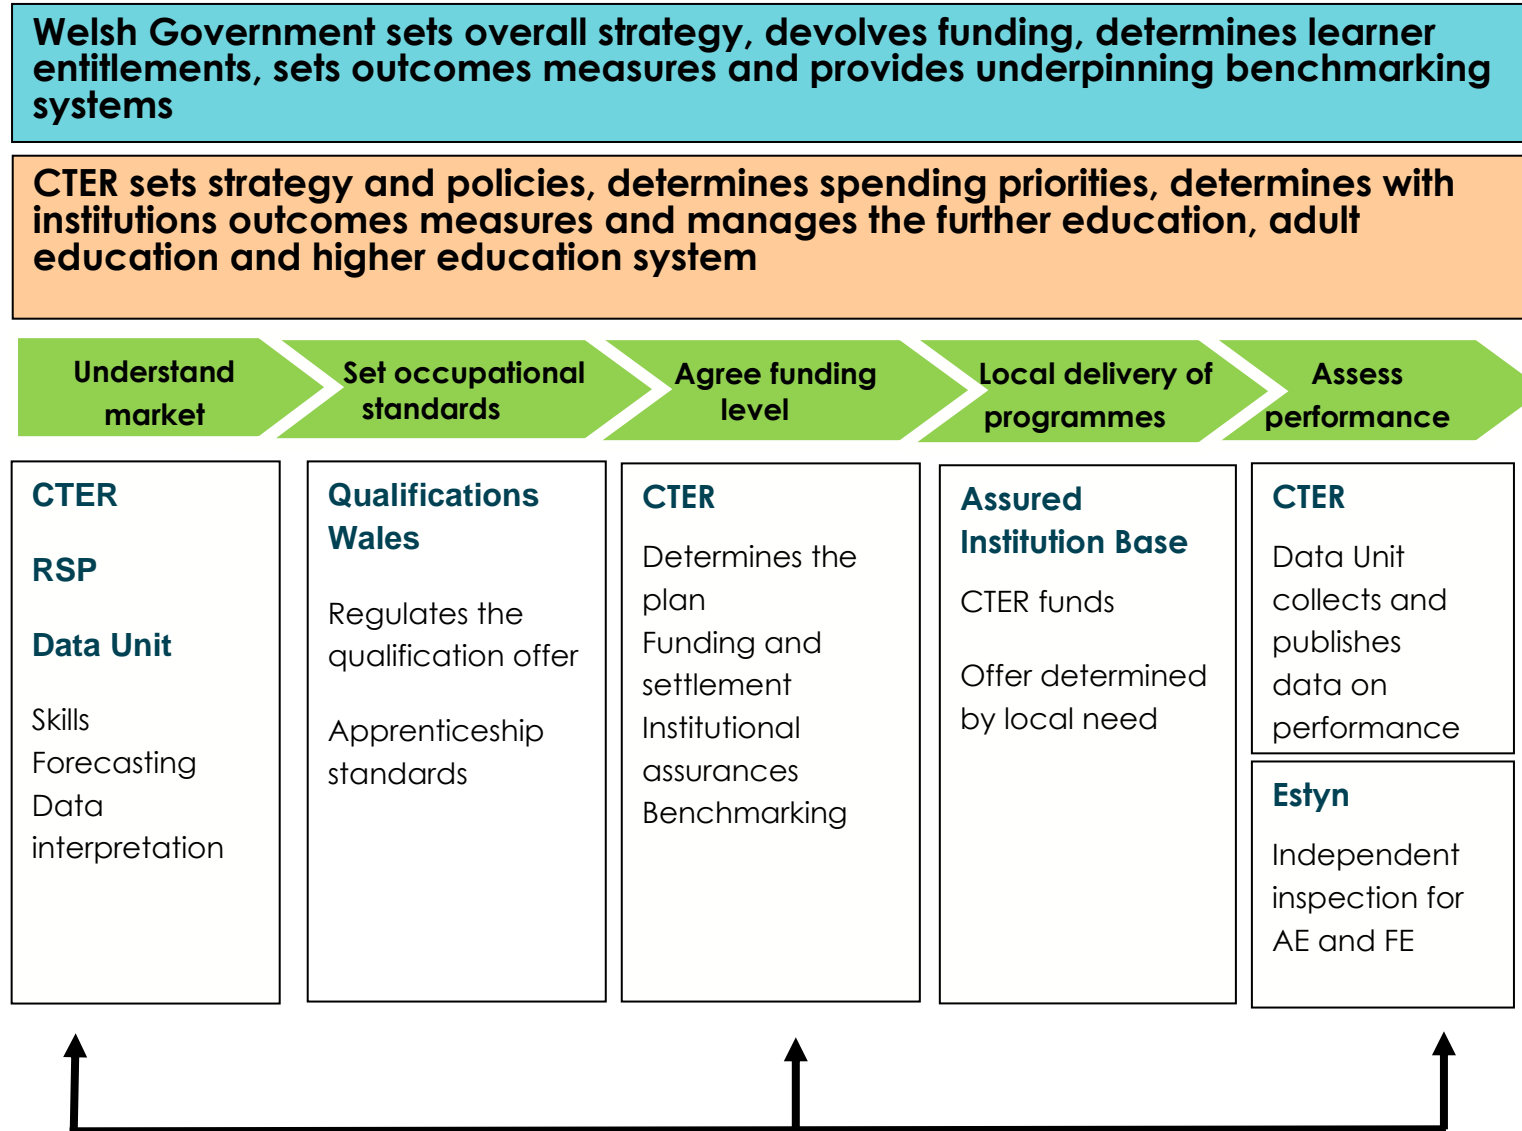 Welsh Government sets overall strategy, devolves funding, determines learner
entitlements, sets outcomes measures and provides underpinning benchmarking
systems
CTER sets strategy and policies, determines spending priorities, determines with
institutions outcomes measures and manages the further education, adult
education and higher education system
Understand
market
Set occupational
standards
Agree funding
level
Local delivery of
programmes
Assess
performance
CTER
RSP
Data Unit
Skills
Forecasting
Data
interpretation
Qualifications
Wales
Regulates the
qualification offer
Apprenticeship
standards
CTER
Determines the
plan
Funding and
settlement
Institutional
assurances
Benchmarking
Assured
Institution Base
CTER funds
Offer determined
by local need
CTER
Data Unit
collects and
publishes
data on
performance
Estyn
Independent
inspection for
AE and FE